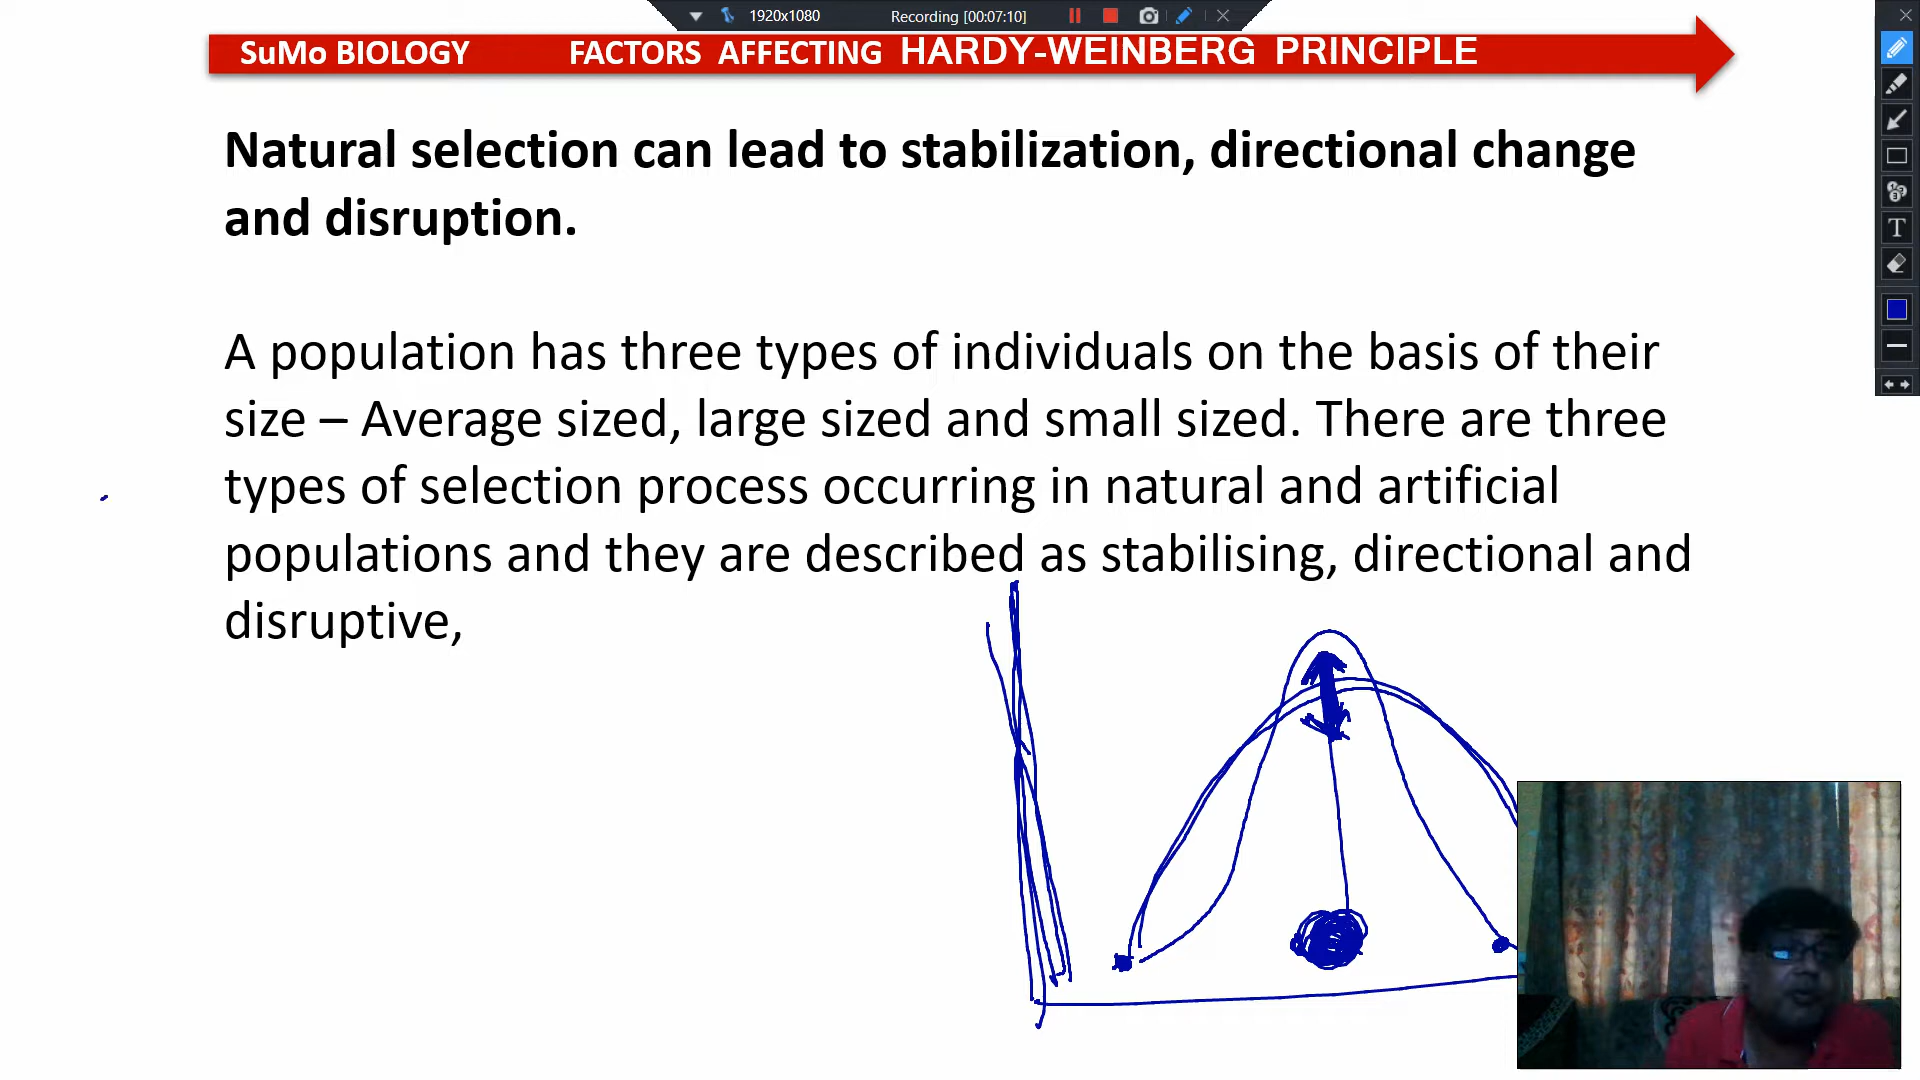 1920x1080 Recording [00:07:10]
SuMo BIOLOGY FACTORS AFFECTING HARDY-WEINBERG PRINCIPLE
Natural selection can lead to stabilization, directional change
and disruption.
A population has three types of individuals on the basis of their
size – Average sized, large sized and small sized. There are three
types of selection process occurring in natural and artificial
populations and they are described as stabilising, directional and
disruptive,